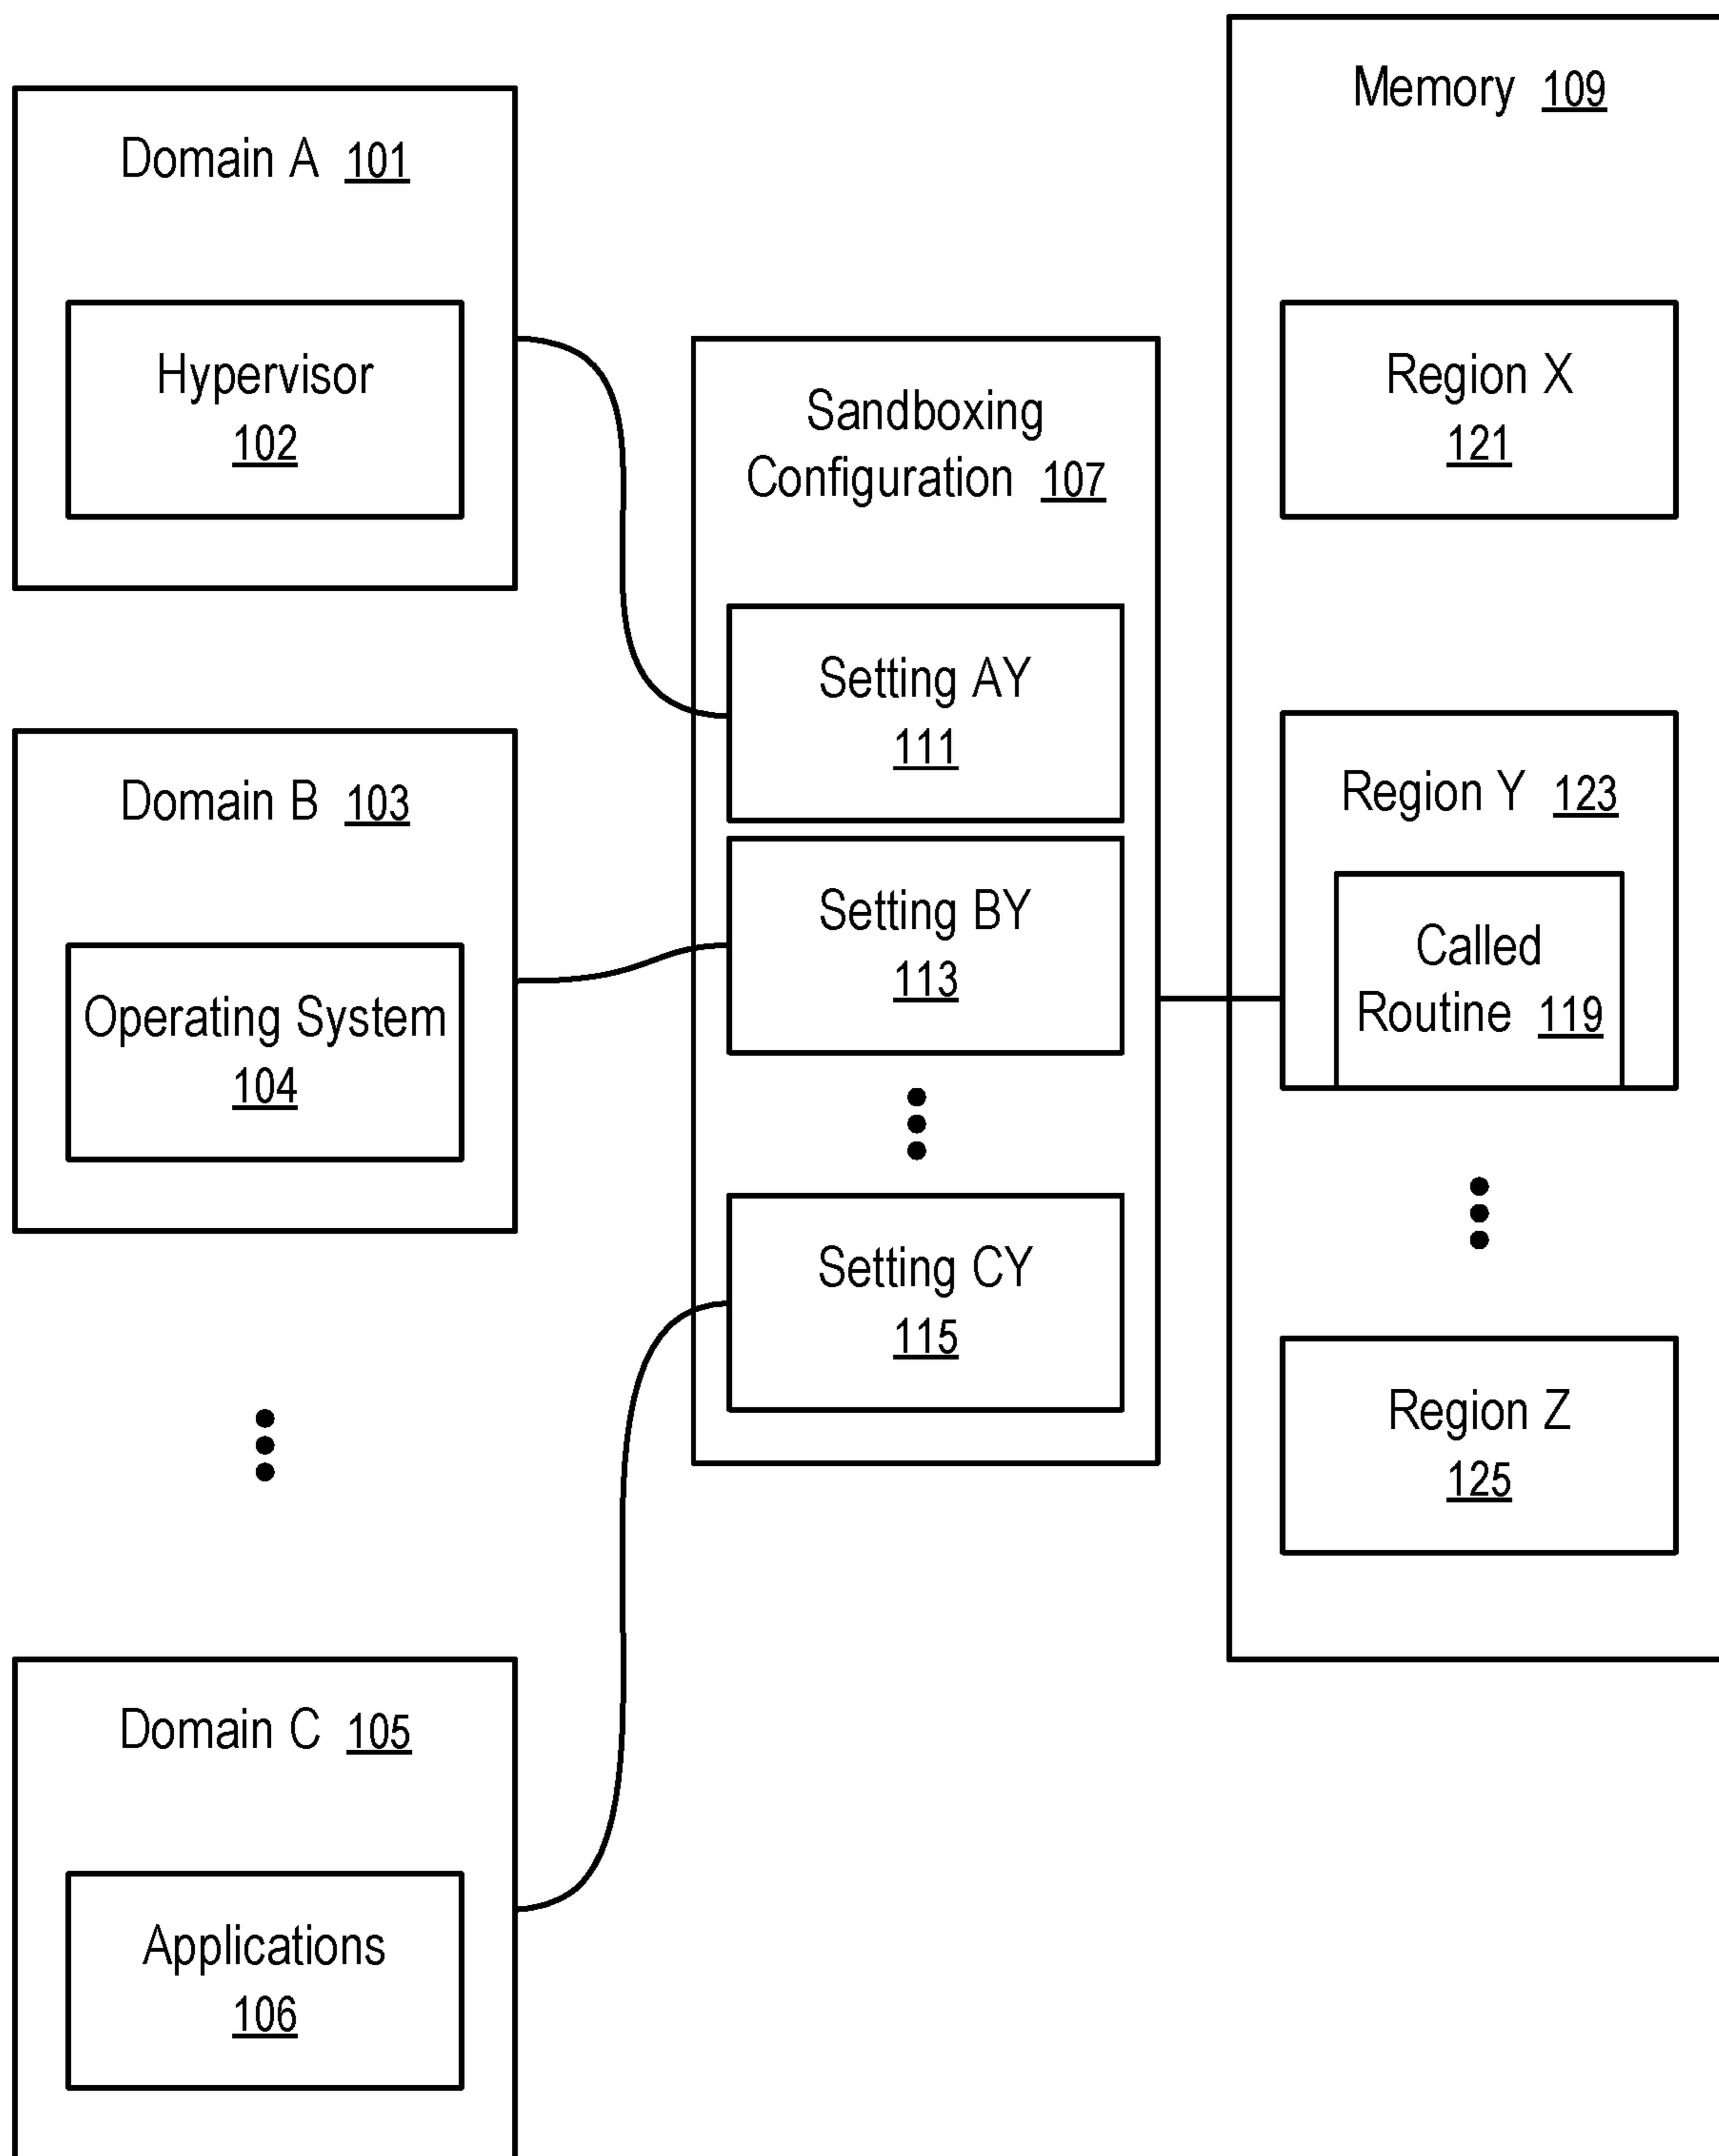 Domain A 101
Hypervisor
102
Domain B 103
Operating System
104
Domain C 105
Applications
106
Sandboxing
Configuration 107
Setting AY
111
Setting BY
113
Setting CY
115
Memory 109
Region X
121
Region Y 123
Called
Routine 119
Region Z
125